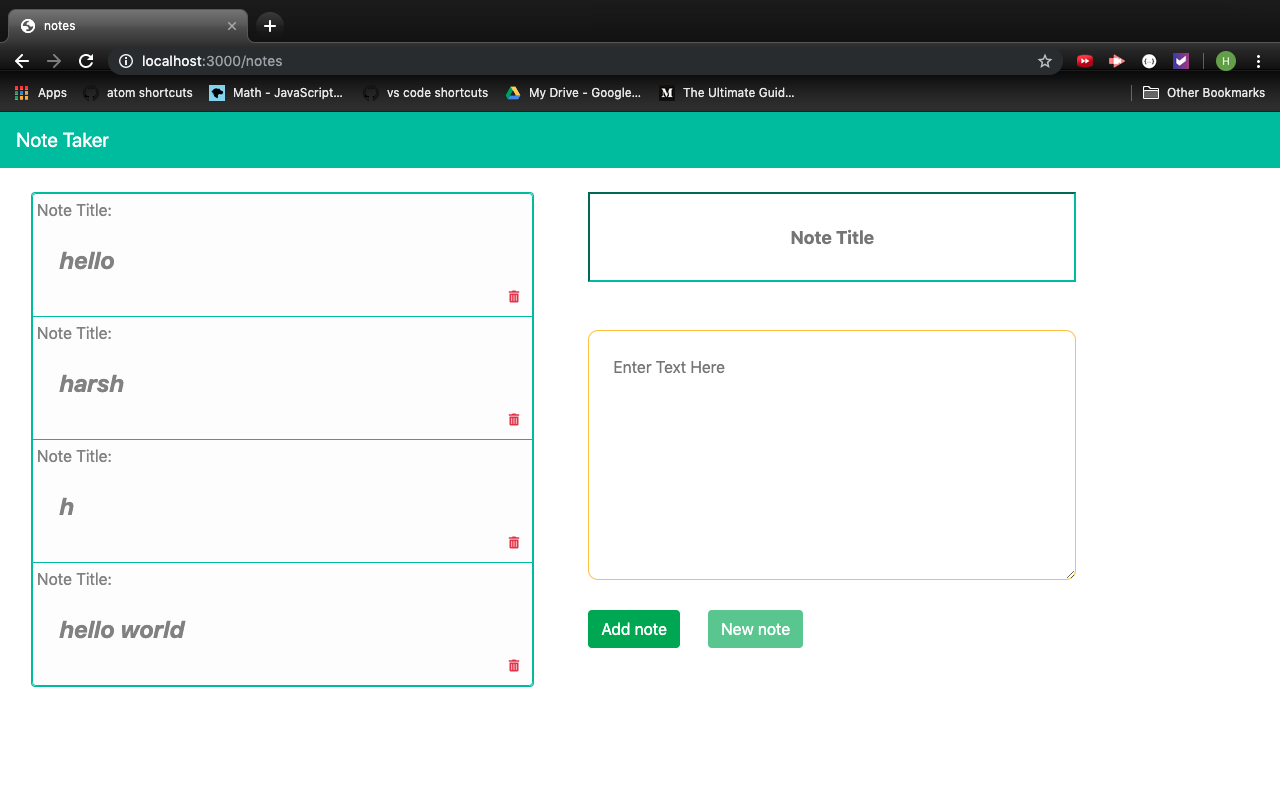 notes
localhost:3000/notes
H
Apps
atom shortcuts
Math - JavaScript...
vs code shortcuts
My Drive - Google...
M
The Ultimate Guid...
Other Bookmarks
Note Taker
Note Title:
hello
Note Title:
harsh
Note Title:
h
Note Title:
hello world
Note Title
Enter Text Here
Add note
New note